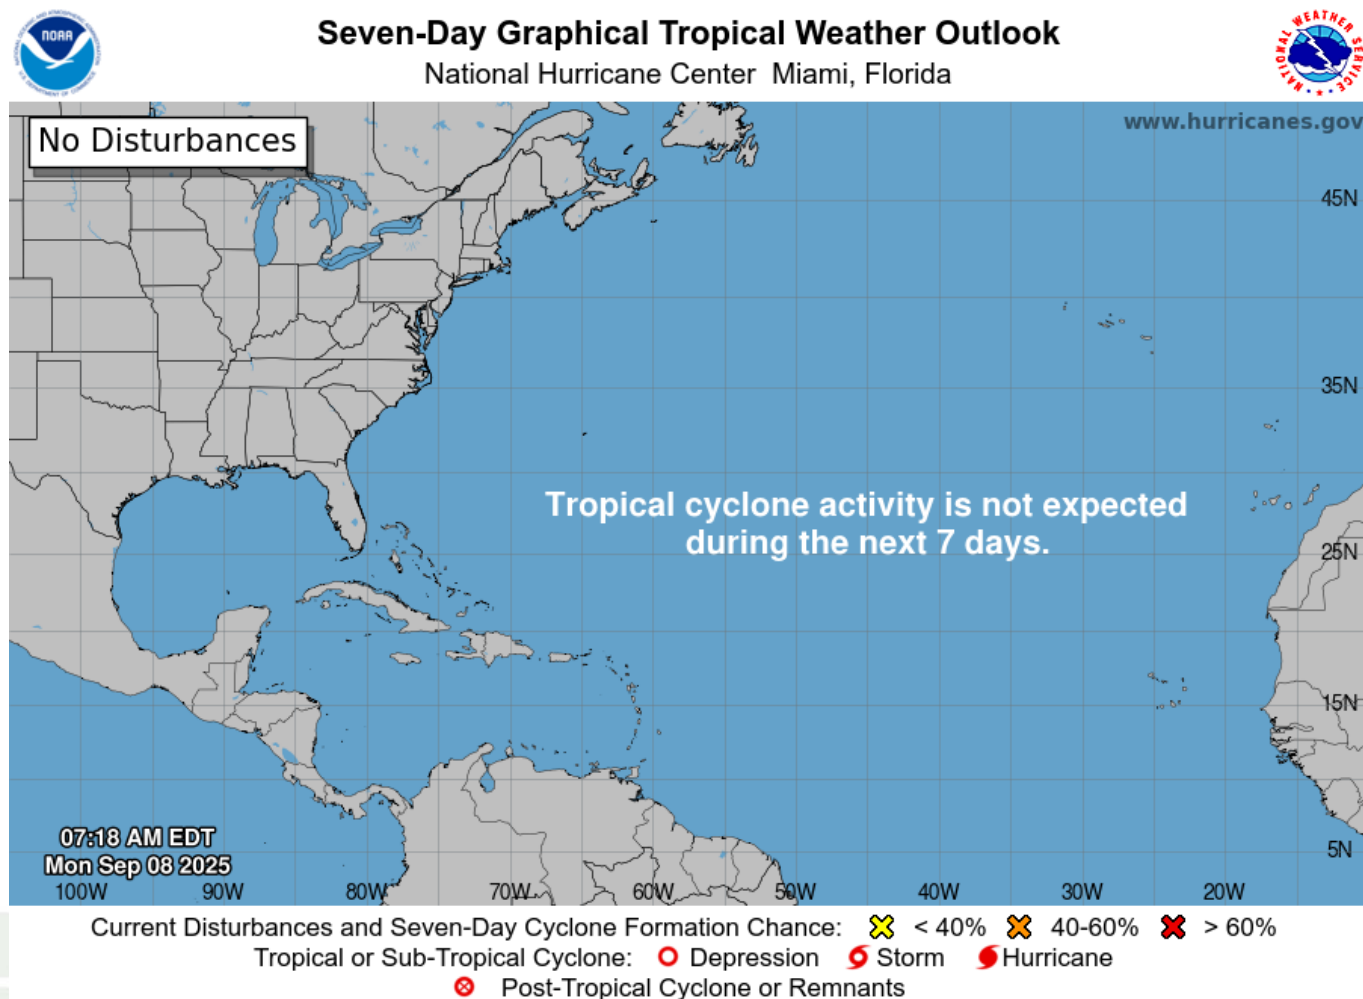 Seven-Day Graphical Tropical Weather Outlook
National Hurricane Center Miami, Florida
NOAA
NATIONAL WEATHER SERVICE
No Disturbances
www.hurricanes.gov
45N
35N
Tropical cyclone activity is not expected
during the next 7 days.
25N
15N
07:18 AM EDT
Mon Sep 08 2025
5N
100W 90W 80W 70W 60W 50W 40W 30W 20W
Current Disturbances and Seven-Day Cyclone Formation Chance: < 40% 40-60% > 60%
Tropical or Sub-Tropical Cyclone: Depression Storm Hurricane
Post-Tropical Cyclone or Remnants